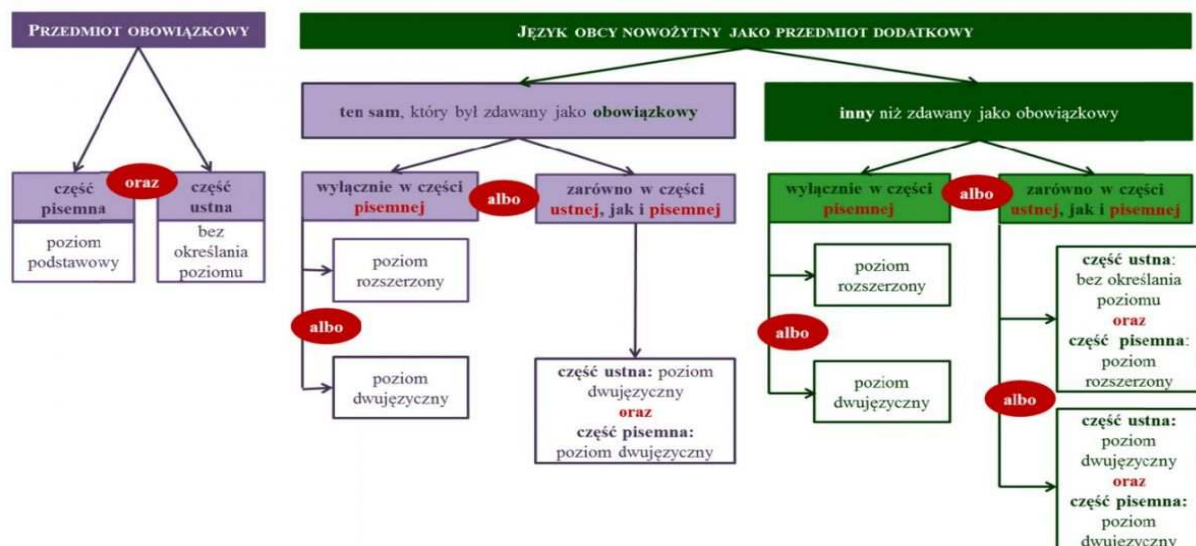 PRZEDMIOT OBOWIĄZKOWY
JĘZYK OBCY NOWOŻYTNY JAKO PRZEDMIOT DODATKOWY
ten sam, który był zdawany jako obowiązkowy
inny niż zdawany jako obowiązkowy
część
pisemna
oraz
część
ustna
poziom
podstawowy
bez
określania
poziomu
wyłącznie w części
pisemnej
albo
zarówno w części
ustnej, jak i pisemnej
poziom
rozszerzony
albo
poziom
dwujęzyczny
część ustna: poziom
dwujęzyczny
oraz
część pisemna:
poziom dwujęzyczny
wyłącznie w części
pisemnej
albo
zarówno w części
ustnej, jak i pisemnej
poziom
rozszerzony
albo
poziom
dwujęzyczny
część ustna:
bez określania
poziomu
oraz
część pisemna:
poziom
rozszerzony
albo
część ustna:
poziom
dwujęzyczny
oraz
część pisemna:
poziom
dwujęzyczny